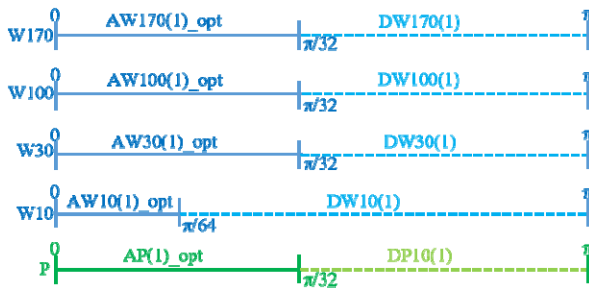 0 AW170(1)_opt DW170(1) π
W170 π/32
0 AW100(1)_opt DW100(1) π
W100 π/32
0 AW30(1)_opt DW30(1) π
W30 π/32
0 AW10(1)_opt DW10(1) π
W10 π/64
0 AP(1)_opt DP10(1) π
P π/32